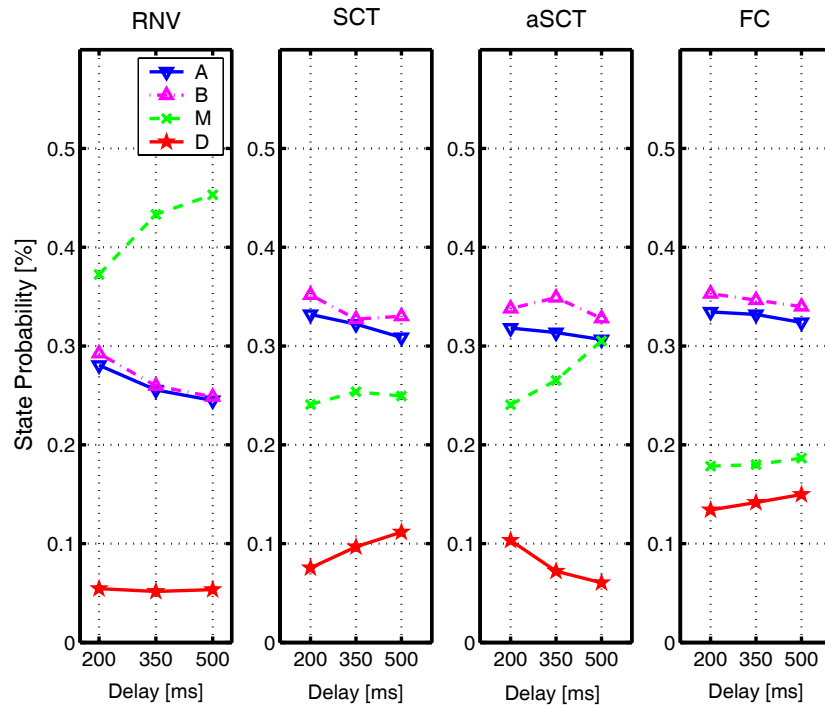 RNV SCT aSCT FC
A
B
M
D
State Probability [%]
0.5 0.5 0.5 0.5
0.4 0.4 0.4 0.4
0.3 0.3 0.3 0.3
0.2 0.2 0.2 0.2
0.1 0.1 0.1 0.1
0 0 0 0
200 350 500 200 350 500 200 350 500 200 350 500
Delay [ms] Delay [ms] Delay [ms] Delay [ms]